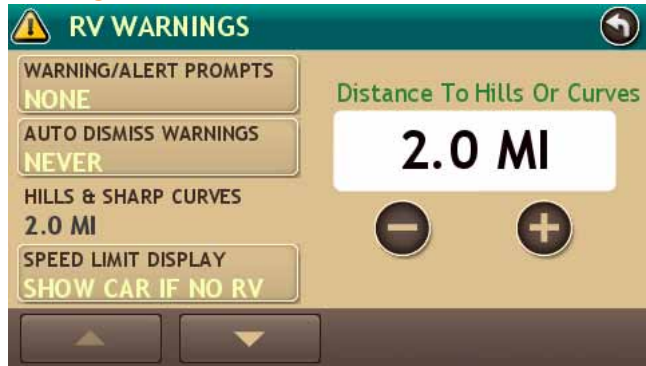 RV WARNINGS
WARNING/ALERT PROMPTS
NONE
AUTO DISMISS WARNINGS
NEVER
HILLS & SHARP CURVES
2.0 MI
SPEED LIMIT DISPLAY
SHOW CAR IF NO RV
Distance To Hills Or Curves
2.0 MI